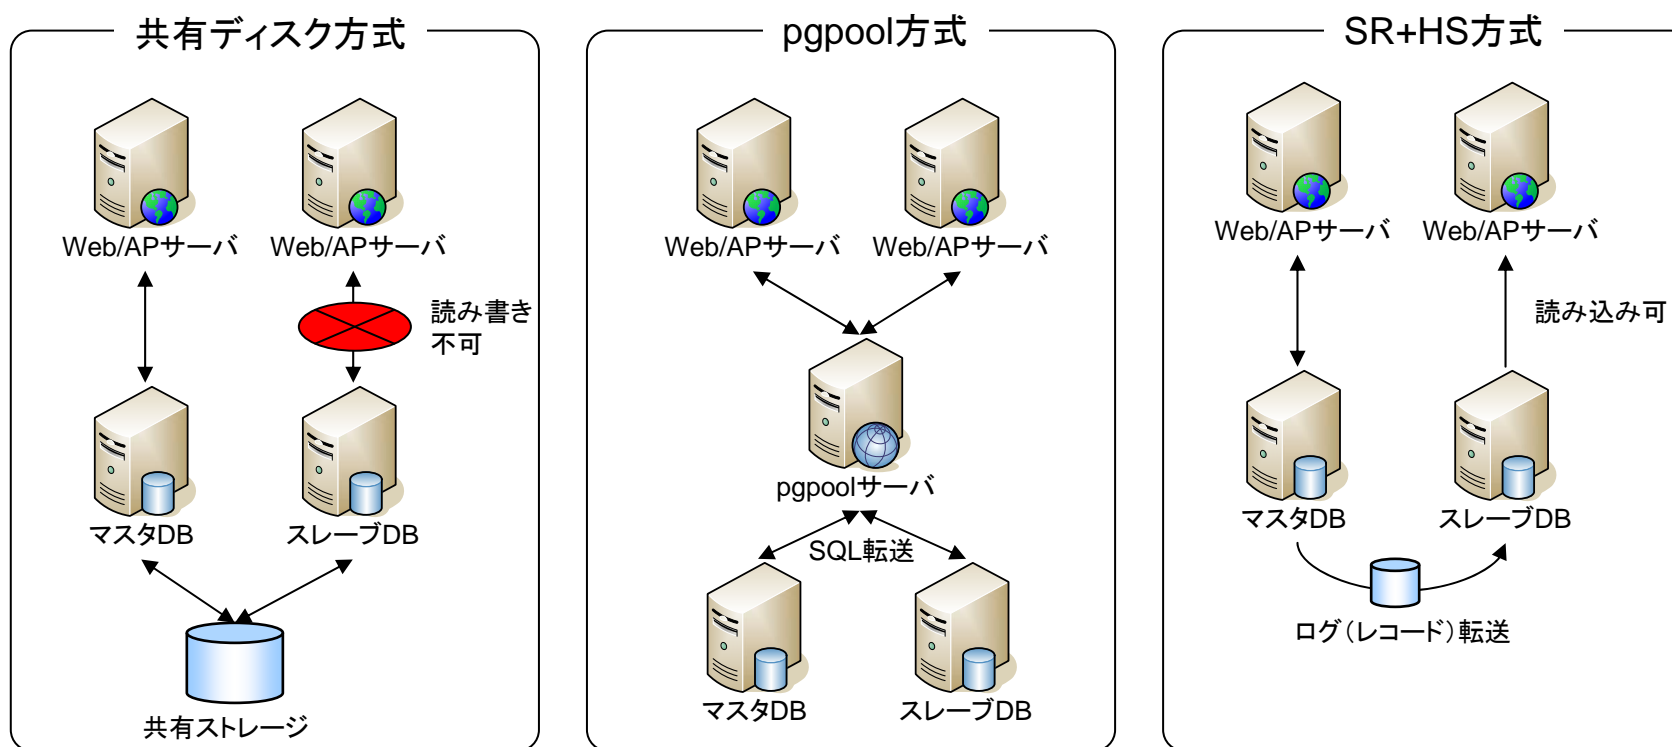 共有ディスク方式
Web/APサーバ
Web/APサーバ
読み書き
不可
マスタDB
スレーブDB
共有ストレージ
pgpool方式
Web/APサーバ
Web/APサーバ
pgpoolサーバ
SQL転送
マスタDB
スレーブDB
SR+HS方式
Web/APサーバ
Web/APサーバ
読み込み可
マスタDB
スレーブDB
ログ（レコード）転送